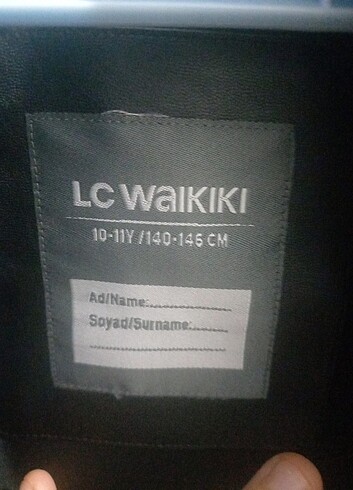 LC WAIKIKI
10-11Y /140-146 CM
Ad/Name:
Soyad/Surname: